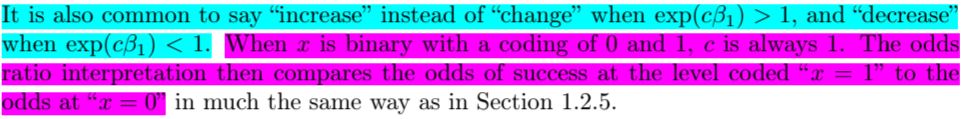 It is also common to say “increase” instead of “change” when exp(cβ₁) > 1, and “decrease”
when exp(cβ₁) < 1. When x is binary with a coding of 0 and 1, c is always 1. The odds
ratio interpretation then compares the odds of success at the level coded “x = 1” to the
odds at “x = 0” in much the same way as in Section 1.2.5.